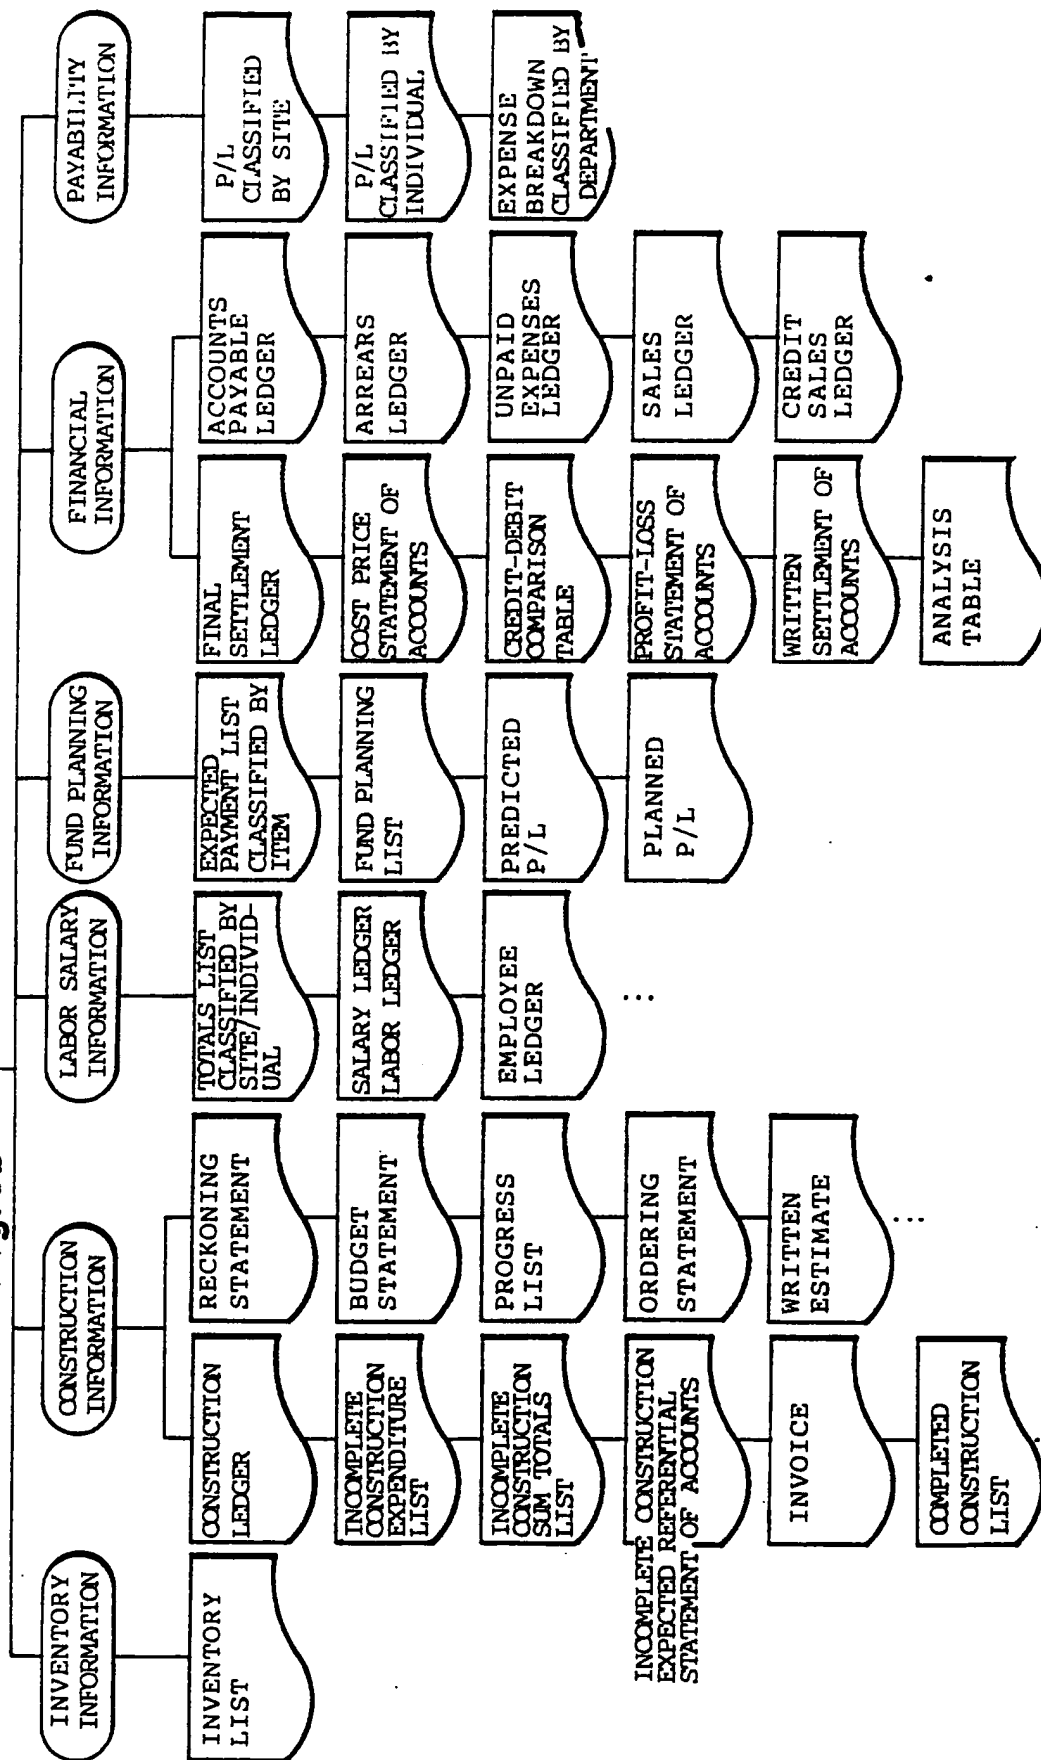 INVENTORY
INFORMATION
INVENTORY
LIST
CONSTRUCTION
INFORMATION
CONSTRUCTION
LEDGER
INCOMPLETE
CONSTRUCTION
EXPENDITURE
LIST
INCOMPLETE
CONSTRUCTION
SUM TOTALS
LIST
INCOMPLETE CONSTRUCTION
EXPECTED REFERENTIAL
STATEMENT OF ACCOUNTS
INVOICE
COMPLETED
CONSTRUCTION
LIST
RECKONING
STATEMENT
BUDGET
STATEMENT
PROGRESS
LIST
ORDERING
STATEMENT
WRITTEN
ESTIMATE
...
LABOR SALARY
INFORMATION
TOTALS LIST
CLASSIFIED BY
SITE/INDIVID-
UAL
SALARY LEDGER
LABOR LEDGER
EMPLOYEE
LEDGER
...
FUND PLANNING
INFORMATION
EXPECTED
PAYMENT LIST
CLASSIFIED BY
ITEM
FUND PLANNING
LIST
PREDICTED
P/L
PLANNED
P/L
FINANCIAL
INFORMATION
FINAL
SETTLEMENT
LEDGER
COST PRICE
STATEMENT OF
ACCOUNTS
CREDIT-DEBIT
COMPARISON
TABLE
PROFIT-LOSS
STATEMENT OF
ACCOUNTS
WRITTEN
SETTLEMENT OF
ACCOUNTS
ANALYSIS
TABLE
ACCOUNTS
PAYABLE
LEDGER
ARREARS
LEDGER
UNPAID
EXPENSES
LEDGER
SALES
LEDGER
CREDIT
SALES
LEDGER
PAYABILITY
INFORMATION
P/L
CLASSIFIED
BY SITE
P/L
CLASSIFIED BY
INDIVIDUAL
EXPENSE
BREAKDOWN
CLASSIFIED BY
DEPARTMENT